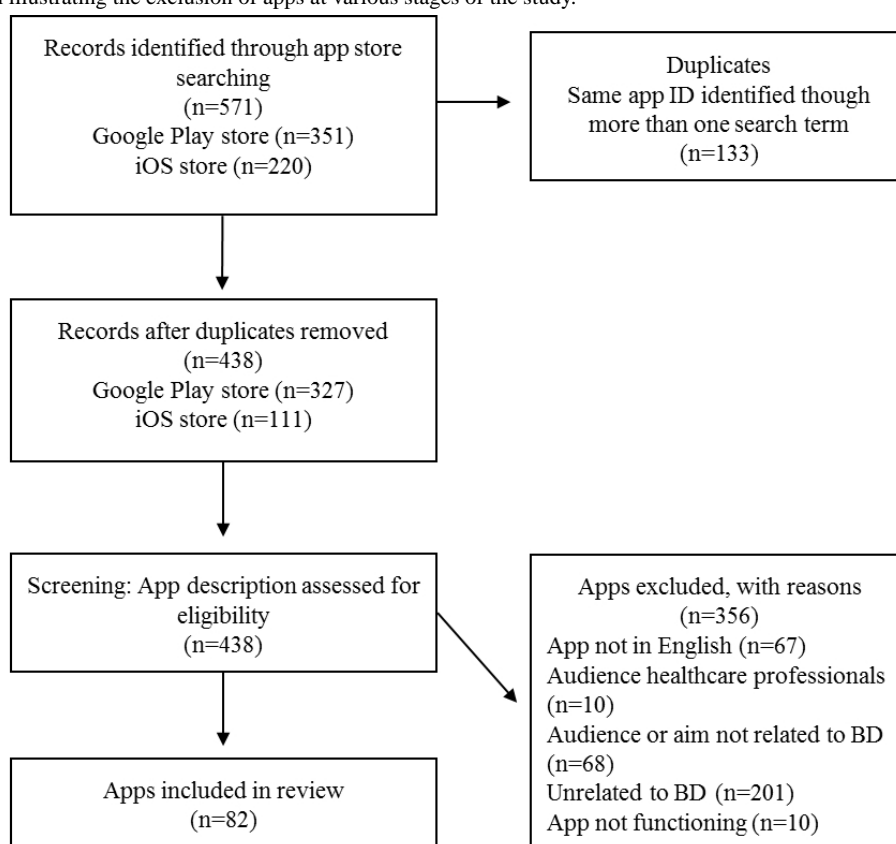 illustrating the exclusion of apps at various stages of the study.
Records identified through app store
searching
(n=571)
Google Play store (n=351)
iOS store (n=220)
Duplicates
Same app ID identified though
more than one search term
(n=133)
Records after duplicates removed
(n=438)
Google Play store (n=327)
iOS store (n=111)
Screening: App description assessed for
eligibility
(n=438)
Apps excluded, with reasons
(n=356)
App not in English (n=67)
Audience healthcare professionals
(n=10)
Audience or aim not related to BD
(n=68)
Unrelated to BD (n=201)
App not functioning (n=10)
Apps included in review
(n=82)